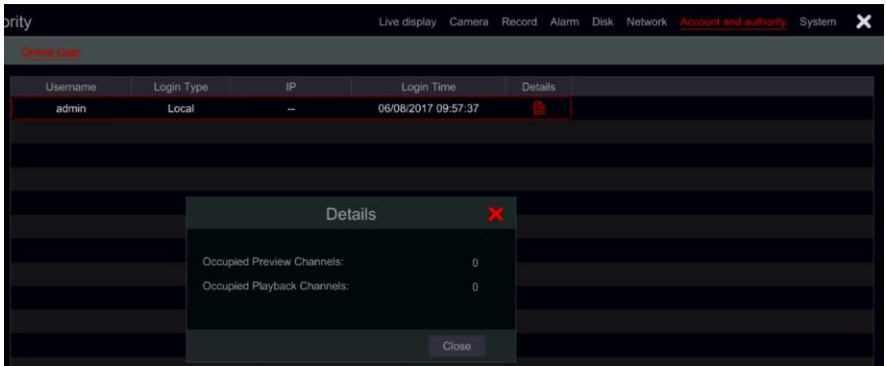 ority Live display Camera Record Alarm Disk Network Account and authority System
Online User
Username Login Type IP Login Time Details
admin Local -- 06/08/2017 09:57:37
Details
Occupied Preview Channels: 0
Occupied Playback Channels: 0
Close